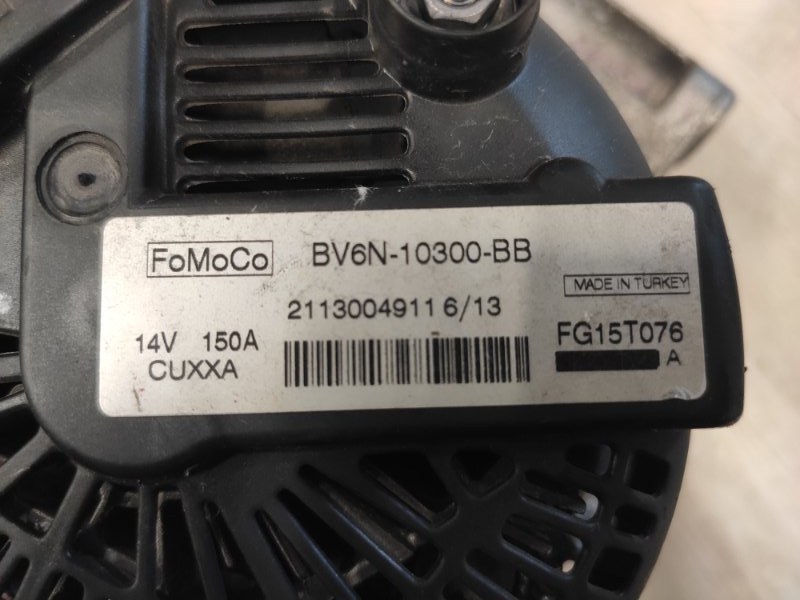 FoMoCo BV6N-10300-BB
MADE IN TURKEY
2113004911 6/13
14V 150A
FG15T076
CUXXA
A